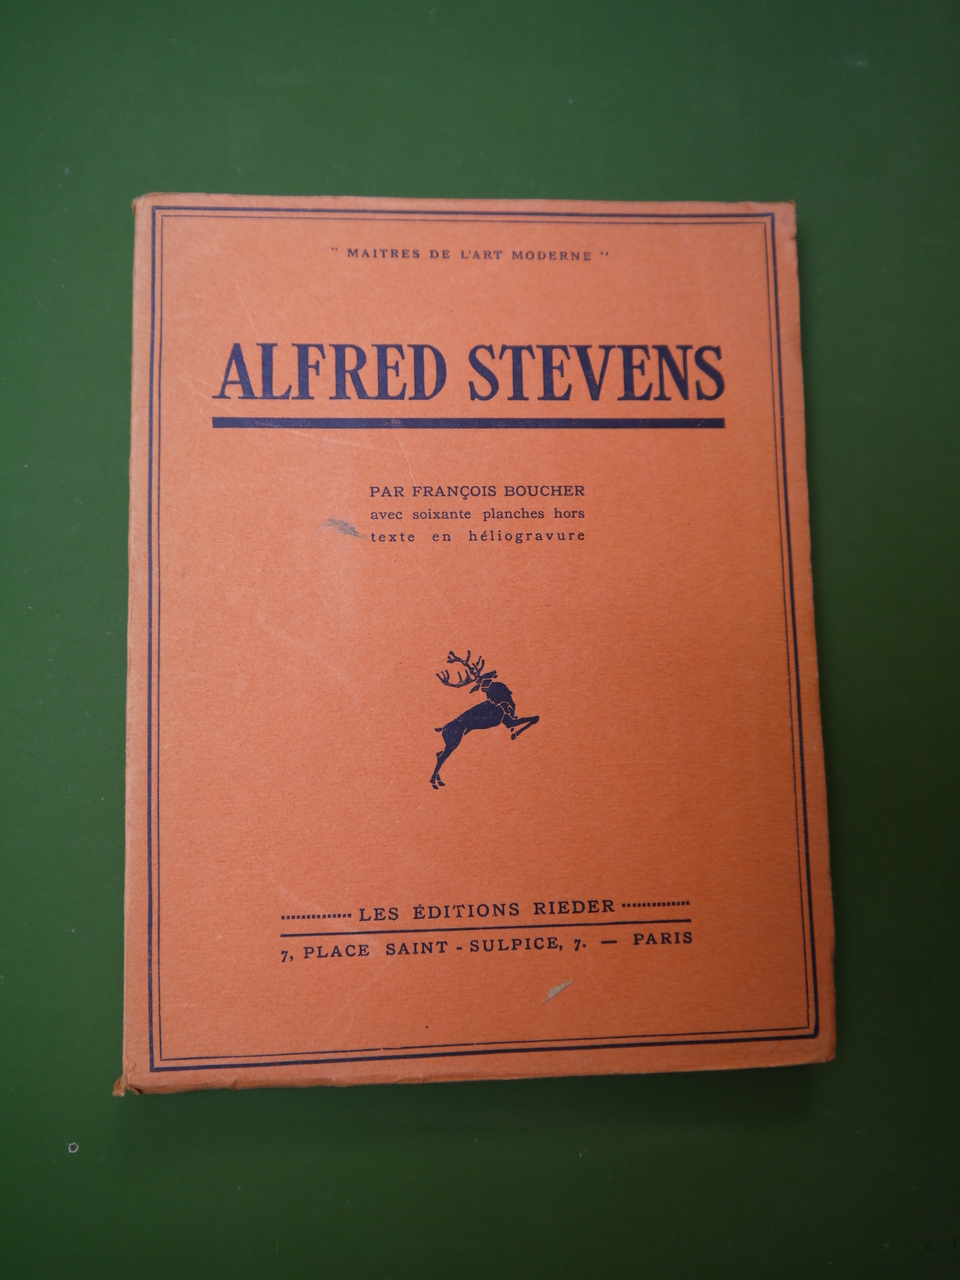 " MAITRES DE L'ART MODERNE "
ALFRED STEVENS
PAR FRANÇOIS BOUCHER
avec soixante planches hors
texte en héliogravure
LES ÉDITIONS RIEDER
7, PLACE SAINT - SULPICE, 7. — PARIS